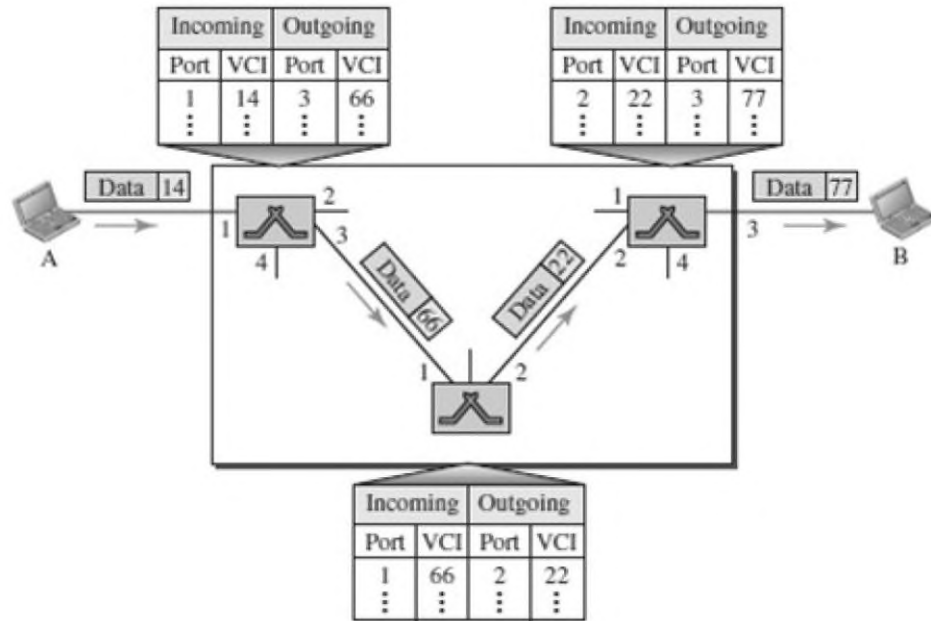 Incoming Outgoing
Port VCI Port VCI
1 14 3 66
⋮ ⋮ ⋮ ⋮
Incoming Outgoing
Port VCI Port VCI
2 22 3 77
⋮ ⋮ ⋮ ⋮
Data 14
A
1
2
3
4
Data 66
Data 22
1
2
4
3
Data 77
B
1
2
Incoming Outgoing
Port VCI Port VCI
1 66 2 22
⋮ ⋮ ⋮ ⋮